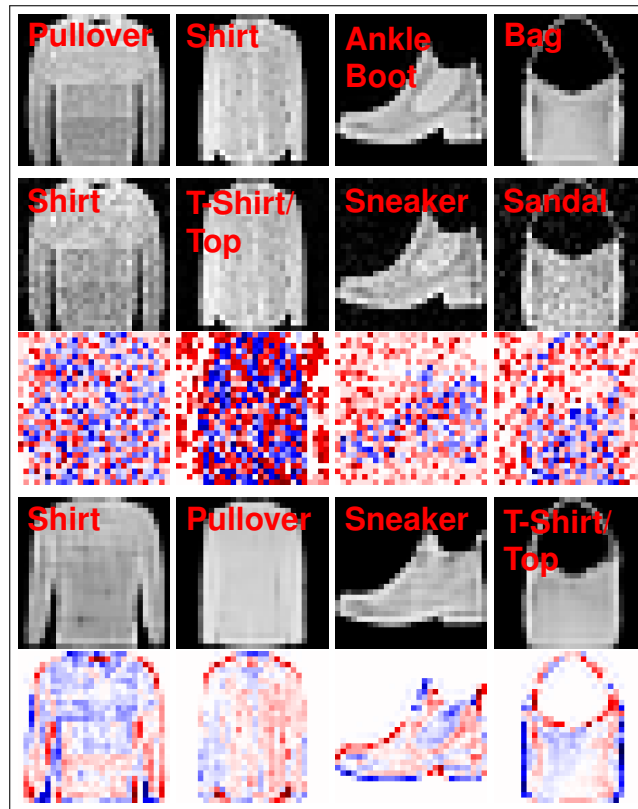 Pullover
Shirt
Ankle
Boot
Bag
Shirt
T-Shirt/
Top
Sneaker
Sandal
Shirt
Pullover
Sneaker
T-Shirt/
Top